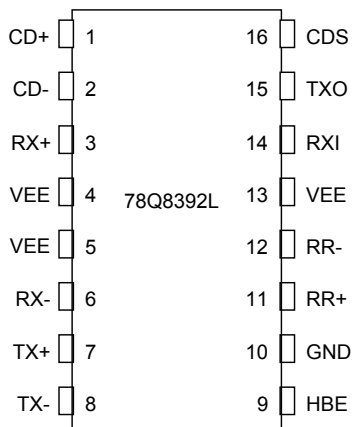 CD+ 1 16 CDS
CD- 2 15 TXO
RX+ 3 14 RXI
VEE 4 78Q8392L 13 VEE
VEE 5 12 RR-
RX- 6 11 RR+
TX+ 7 10 GND
TX- 8 9 HBE